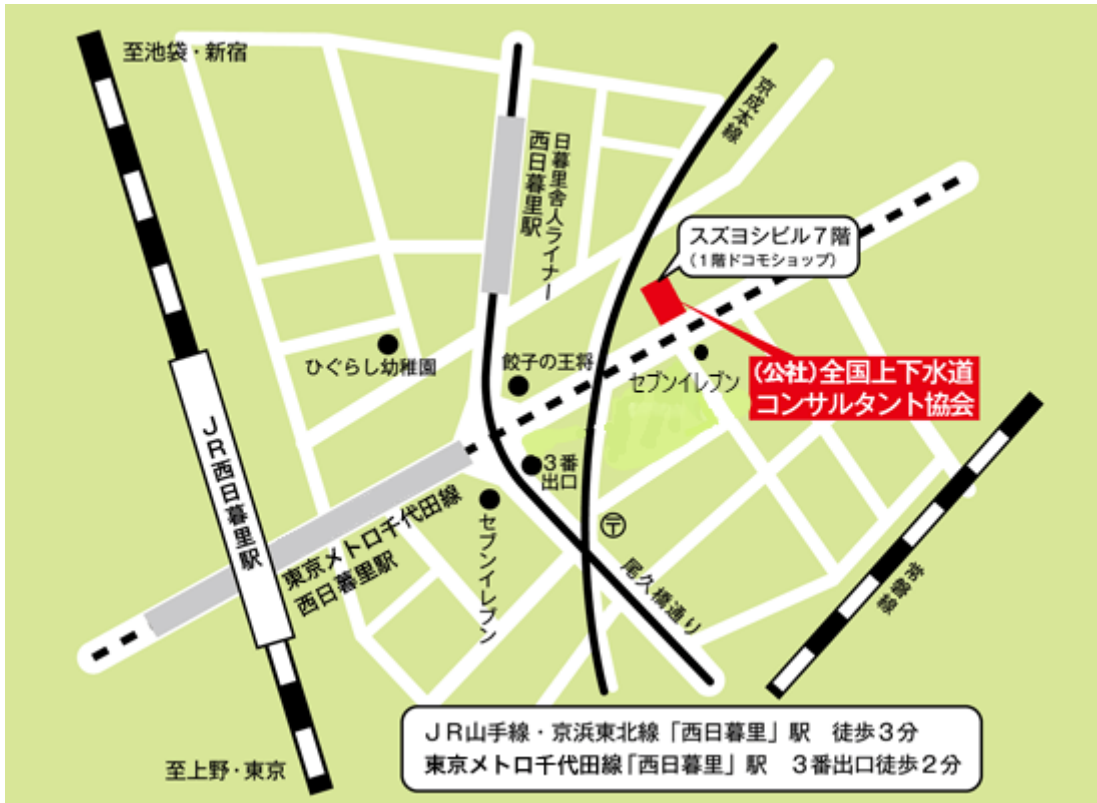 至池袋・新宿
京成本線
日暮里舎人ライナー
西日暮里駅
スズヨシビル7階
（1階ドコモショップ）
ひぐらし幼稚園
餃子の王将
セブンイレブン
(公社)全国上下水道
コンサルタント協会
JR西日暮里駅
3番
出口
東京メトロ千代田線
西日暮里駅
セブンイレブン
〒
尾久橋通り
常磐線
至上野・東京
JR山手線・京浜東北線「西日暮里」駅　徒歩3分
東京メトロ千代田線「西日暮里」駅　3番出口徒歩2分